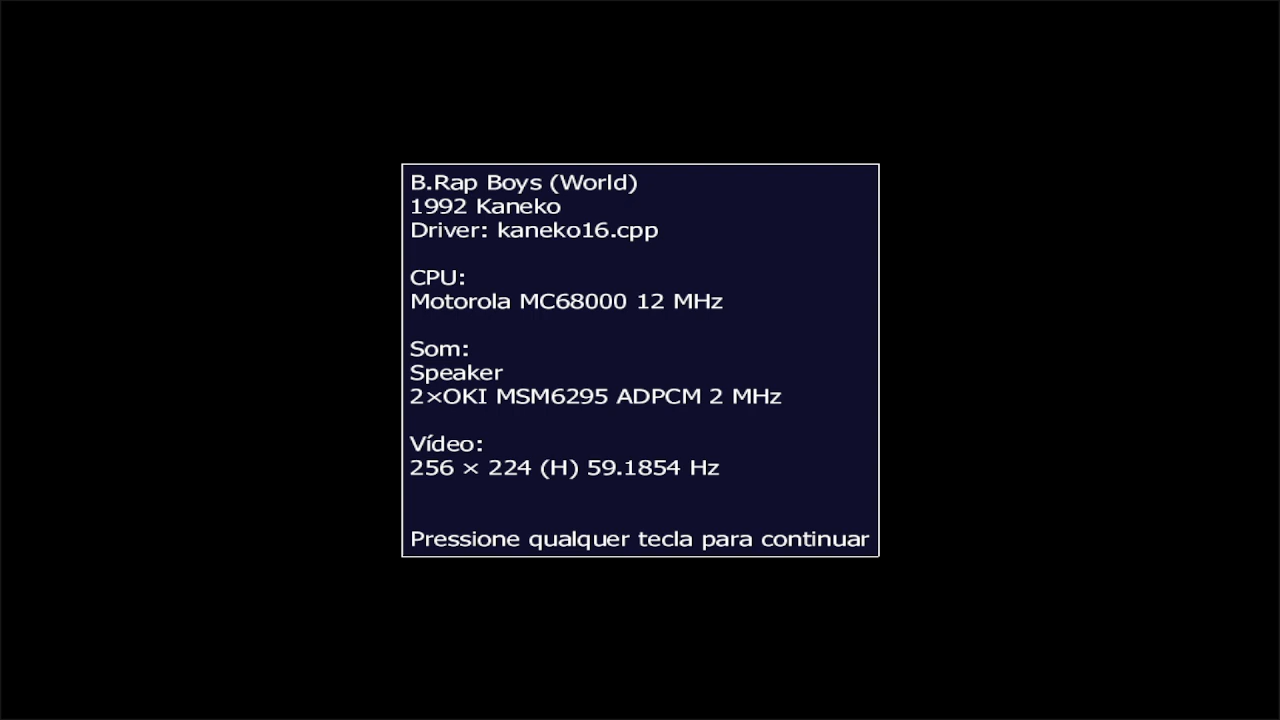 B.Rap Boys (World)
1992 Kaneko
Driver: kaneko16.cpp
CPU:
Motorola MC68000 12 MHz
Som:
Speaker
2×OKI MSM6295 ADPCM 2 MHz
Vídeo:
256 × 224 (H) 59.1854 Hz
Pressione qualquer tecla para continuar